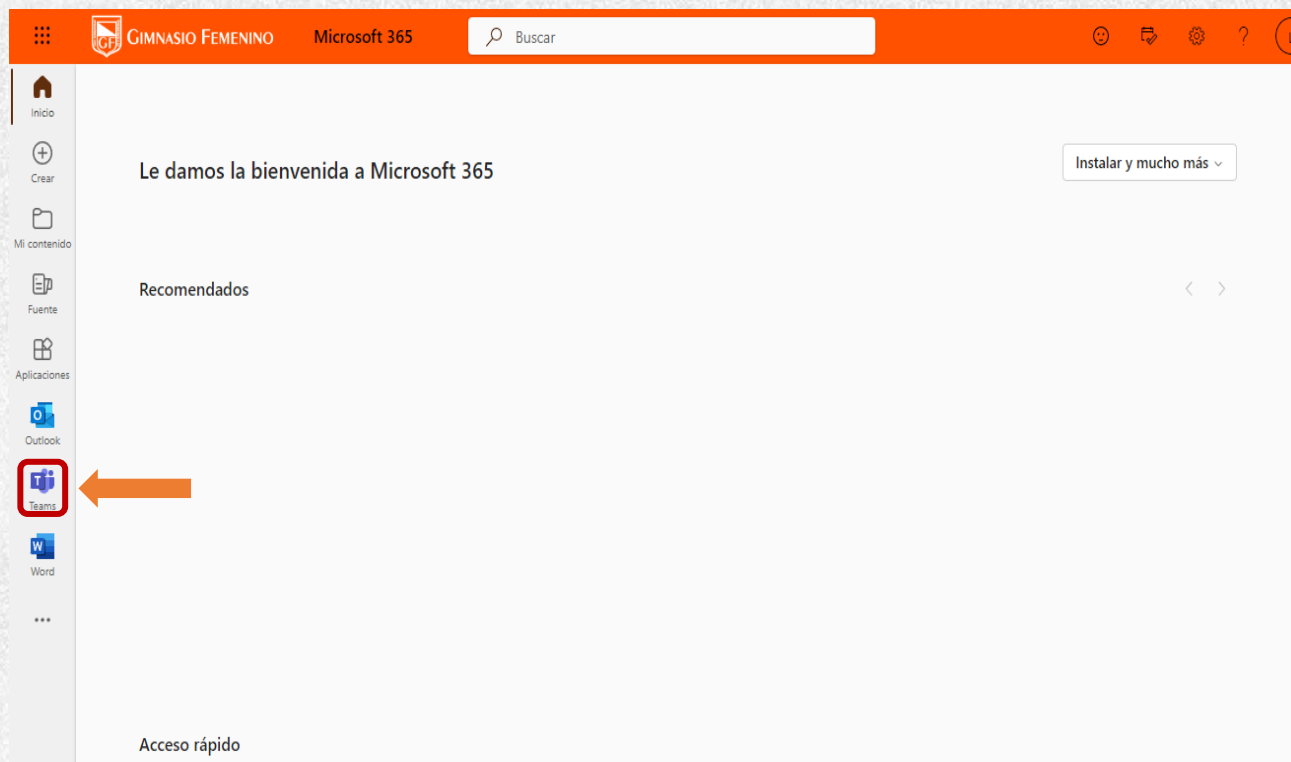 GF GIMNASIO FEMENINO Microsoft 365 Buscar
Inicio
Crear
Mi contenido
Fuente
Aplicaciones
Outlook
Teams
Word
Le damos la bienvenida a Microsoft 365
Instalar y mucho más
Recomendados
Acceso rápido